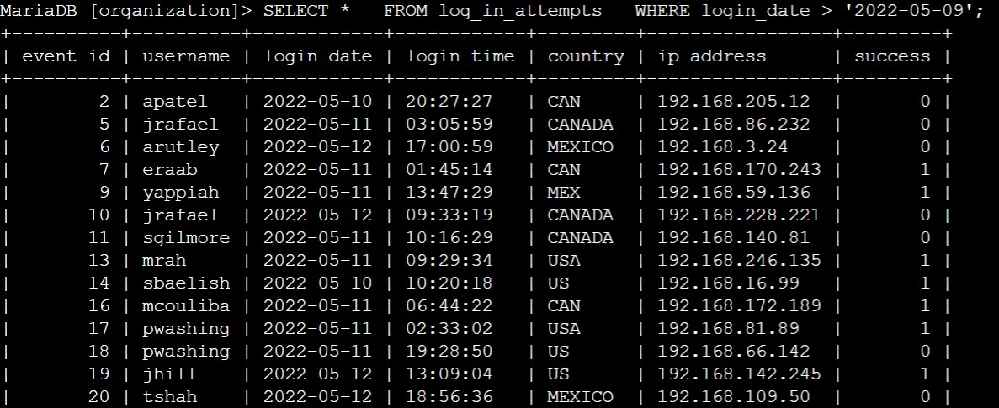 MariaDB [organization]> SELECT *   FROM log_in_attempts   WHERE login_date > '2022-05-09';
+----------+----------+------------+------------+---------+-----------------+---------+
| event_id | username | login_date | login_time | country | ip_address      | success |
+----------+----------+------------+------------+---------+-----------------+---------+
|        2 | apatel   | 2022-05-10 | 20:27:27   | CAN     | 192.168.205.12  |       0 |
|        5 | jrafael  | 2022-05-11 | 03:05:59   | CANADA  | 192.168.86.232  |       0 |
|        6 | arutley  | 2022-05-12 | 17:00:59   | MEXICO  | 192.168.3.24    |       0 |
|        7 | eraab    | 2022-05-11 | 01:45:14   | CAN     | 192.168.170.243 |       1 |
|        9 | yappiah  | 2022-05-11 | 13:47:29   | MEX     | 192.168.59.136  |       1 |
|       10 | jrafael  | 2022-05-12 | 09:33:19   | CANADA  | 192.168.228.221 |       0 |
|       11 | sgilmore | 2022-05-11 | 10:16:29   | CANADA  | 192.168.140.81  |       0 |
|       13 | mrah     | 2022-05-11 | 09:29:34   | USA     | 192.168.246.135 |       1 |
|       14 | sbaelish | 2022-05-10 | 10:20:18   | US      | 192.168.16.99   |       1 |
|       16 | mcouliba | 2022-05-11 | 06:44:22   | CAN     | 192.168.172.189 |       1 |
|       17 | pwashing | 2022-05-11 | 02:33:02   | USA     | 192.168.81.89   |       1 |
|       18 | pwashing | 2022-05-11 | 19:28:50   | US      | 192.168.66.142  |       0 |
|       19 | jhill    | 2022-05-12 | 13:09:04   | US      | 192.168.142.245 |       1 |
|       20 | tshah    | 2022-05-12 | 18:56:36   | MEXICO  | 192.168.109.50  |       0 |